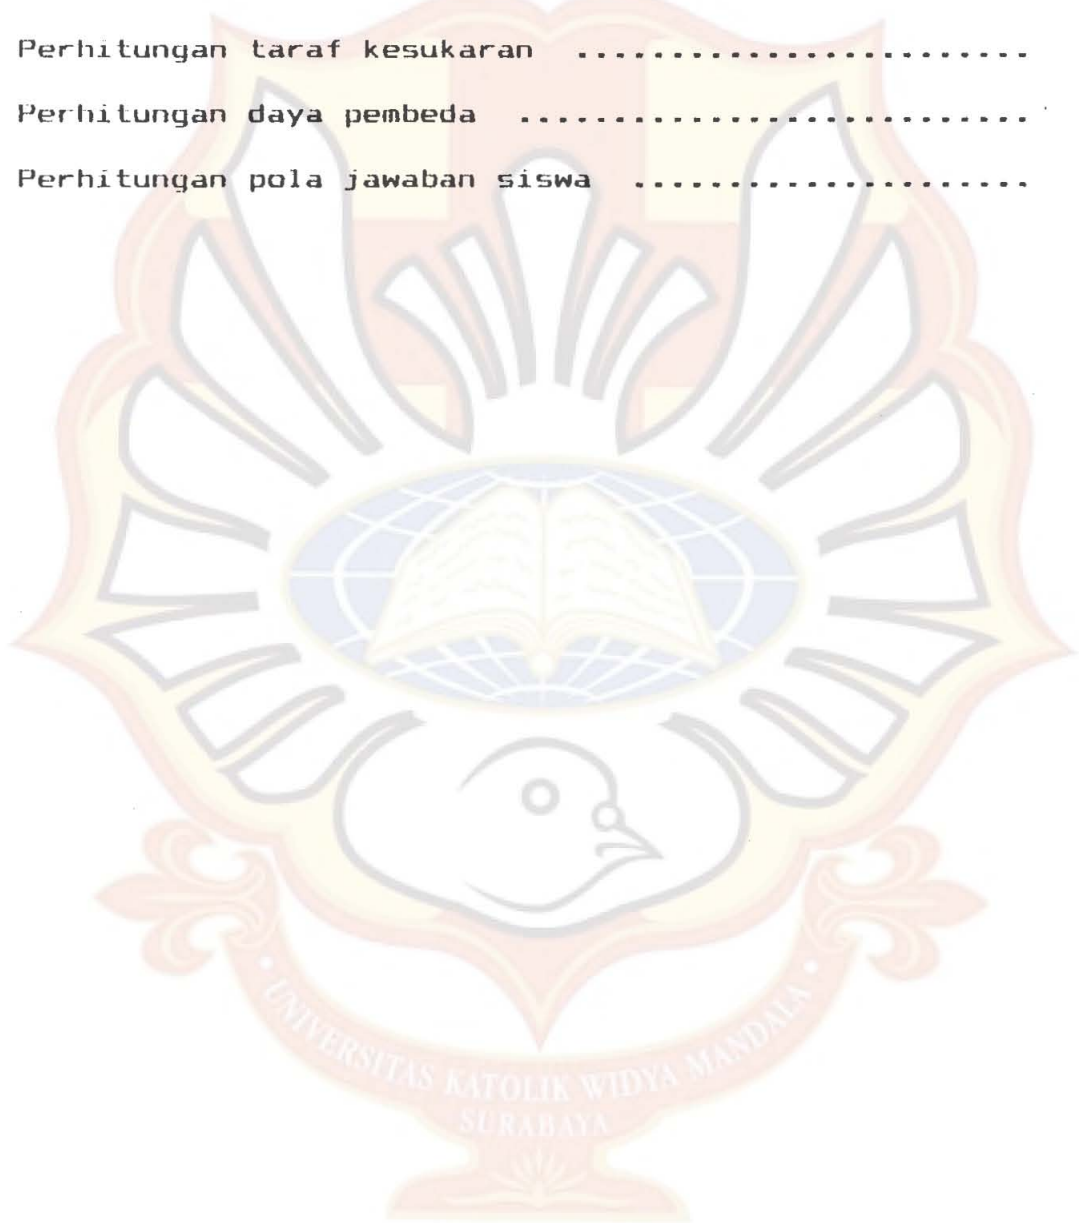 Perhitungan taraf kesukaran ........................
Perhitungan daya pembeda ...........................
Perhitungan pola jawaban siswa .....................
UNIVERSITAS KATOLIK WIDYA MANDALA
SURABAYA